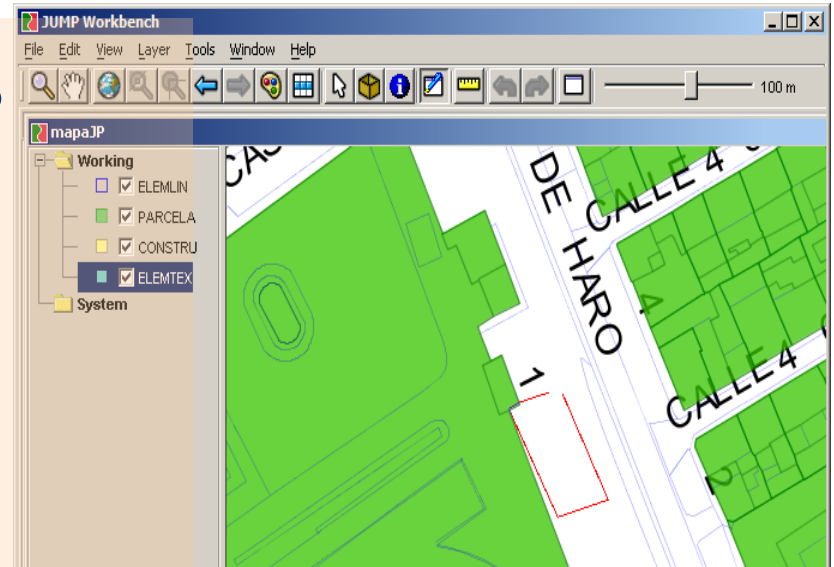 JUMP Workbench
File Edit View Layer Tools Window Help
100 m
mapaJP
Working
ELEMLIN
PARCELA
CONSTRU
ELEMTEX
System
DE HARO
CALLE 4
4
1
CALLE 4
2